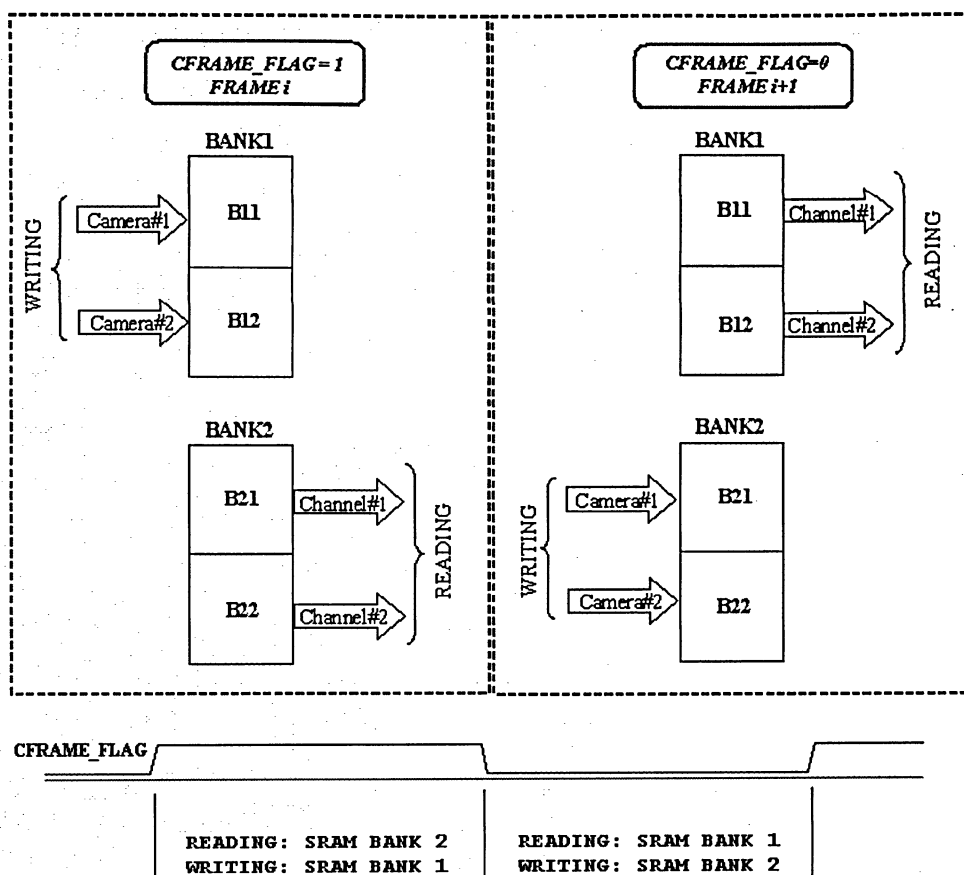 CFRAME_FLAG = 1
FRAME i
BANK1
WRITING
Camera#1
B11
Camera#2
B12
BANK2
B21
Channel#1
B22
Channel#2
READING
CFRAME_FLAG=0
FRAME i+1
BANK1
B11
Channel#1
B12
Channel#2
READING
BANK2
WRITING
Camera#1
B21
Camera#2
B22
CFRAME_FLAG
READING: SRAM BANK 2
WRITING: SRAM BANK 1
READING: SRAM BANK 1
WRITING: SRAM BANK 2